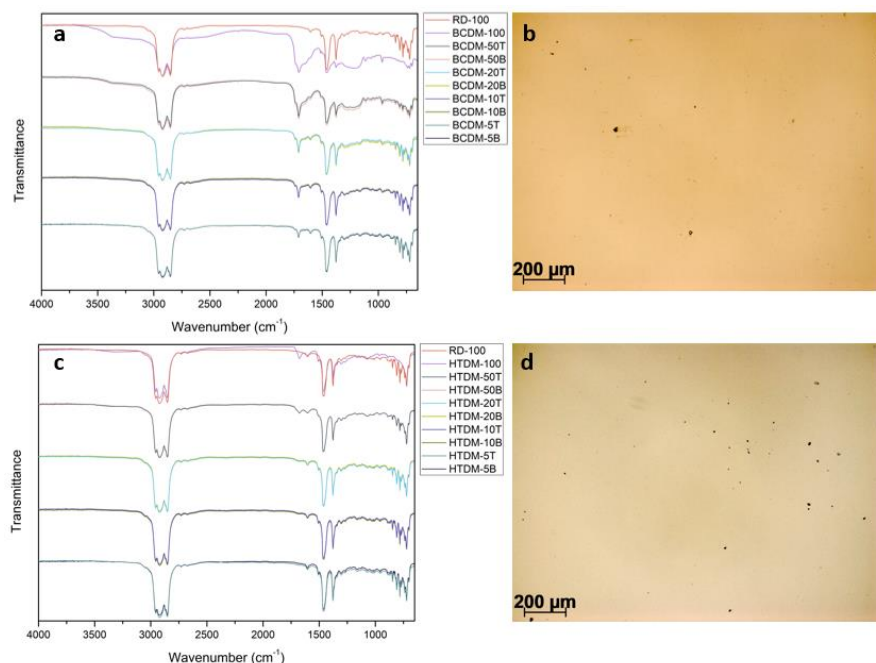 a
RD-100
BCDM-100
BCDM-50T
BCDM-50B
BCDM-20T
BCDM-20B
BCDM-10T
BCDM-10B
BCDM-5T
BCDM-5B
Transmittance
4000 3500 3000 2500 2000 1500 1000
Wavenumber (cm⁻¹)
b
200 µm
c
RD-100
HTDM-100
HTDM-50T
HTDM-50B
HTDM-20T
HTDM-20B
HTDM-10T
HTDM-10B
HTDM-5T
HTDM-5B
Transmittance
4000 3500 3000 2500 2000 1500 1000
Wavenumber (cm⁻¹)
d
200 µm